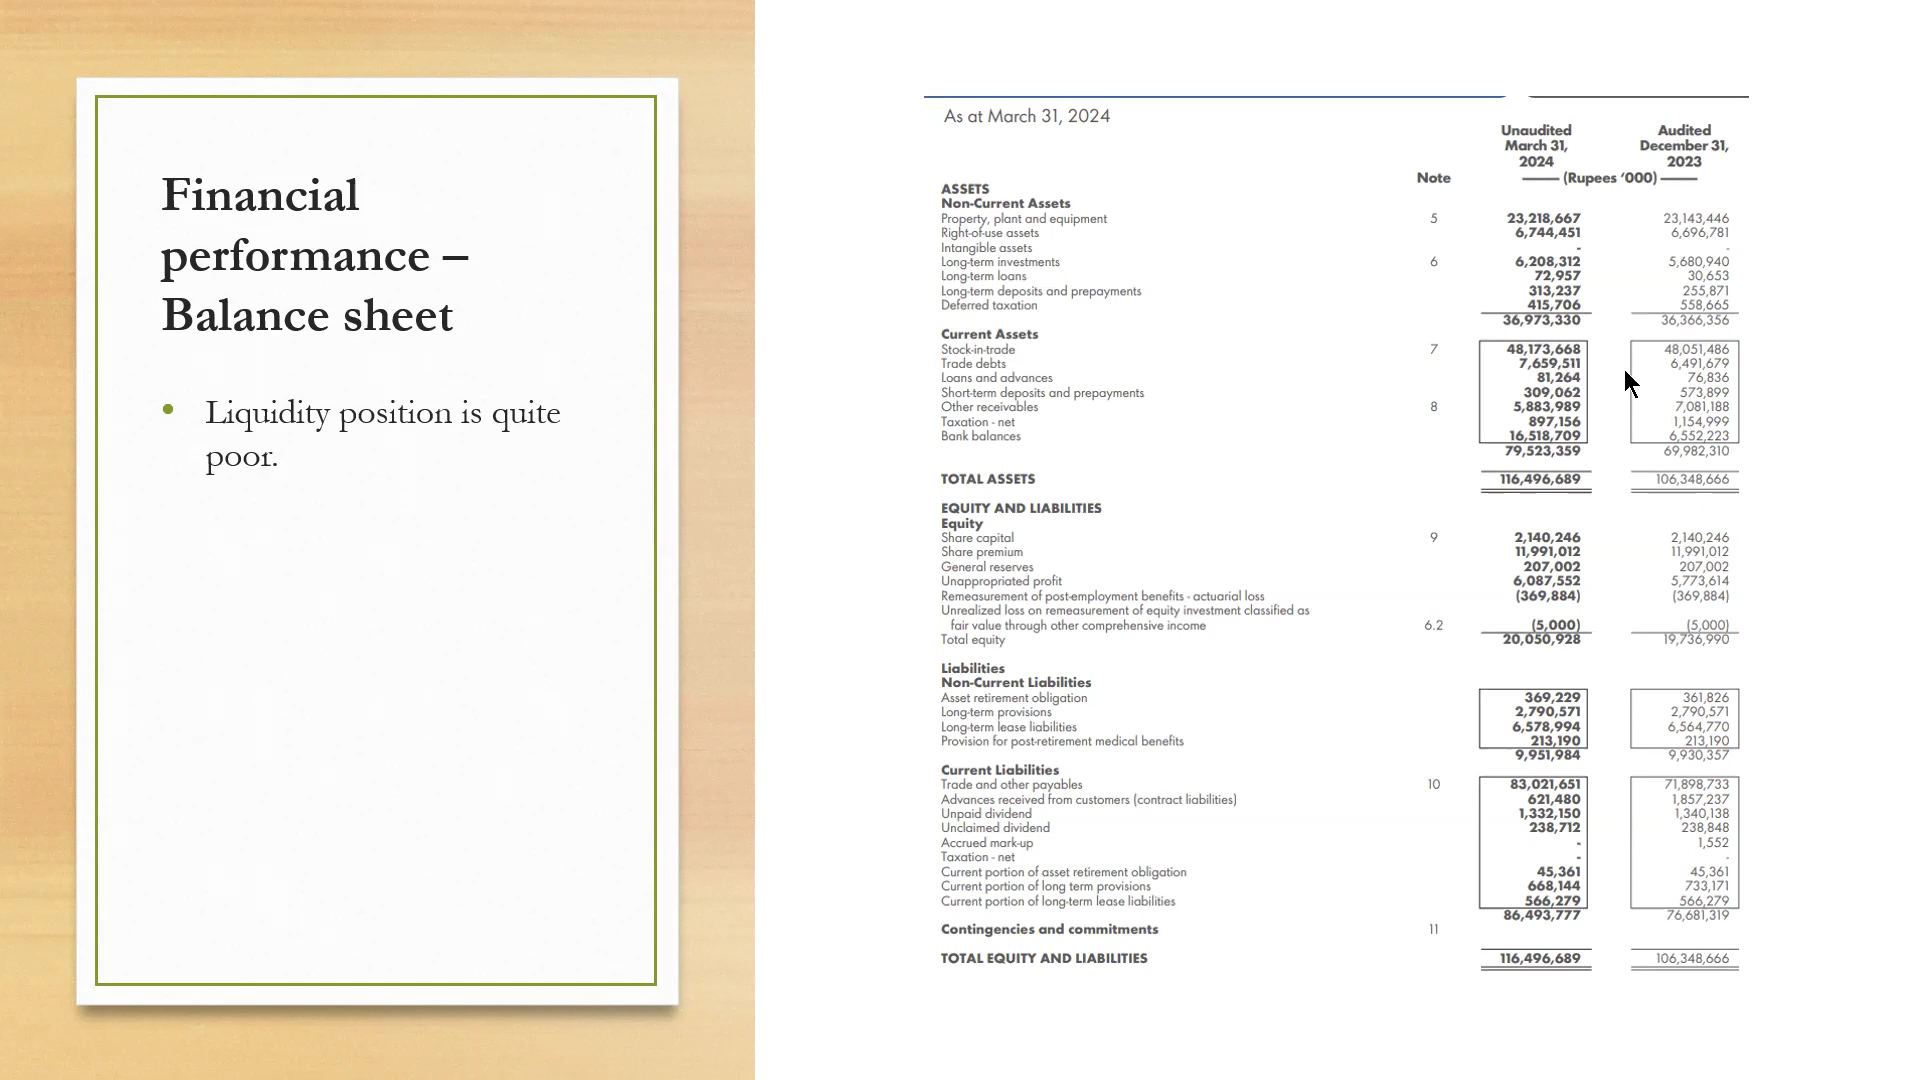 Financial
performance –
Balance sheet
• Liquidity position is quite
poor.
As at March 31, 2024
Unaudited Audited
March 31, December 31,
2024 2023
Note (Rupees ‘000)
ASSETS
Non-Current Assets
Property, plant and equipment 5 23,218,667 23,143,446
Right-of-use assets 6,744,451 6,696,781
Intangible assets - -
Long-term investments 6 6,208,312 5,680,940
Long-term loans 72,957 30,653
Long-term deposits and prepayments 313,237 255,871
Deferred taxation 415,706 558,665
36,973,330 36,366,356
Current Assets
Stock-in-trade 7 48,173,668 48,051,486
Trade debts 7,659,511 6,491,679
Loans and advances 81,264 76,836
Short-term deposits and prepayments 309,062 573,899
Other receivables 8 5,883,989 7,081,188
Taxation - net 897,156 1,154,999
Bank balances 16,518,709 6,552,223
79,523,359 69,982,310
TOTAL ASSETS 116,496,689 106,348,666
EQUITY AND LIABILITIES
Equity
Share capital 9 2,140,246 2,140,246
Share premium 11,991,012 11,991,012
General reserves 207,002 207,002
Unappropriated profit 6,087,552 5,773,614
Remeasurement of post-employment benefits - actuarial loss (369,884) (369,884)
Unrealized loss on remeasurement of equity investment classified as
fair value through other comprehensive income 6.2 (5,000) (5,000)
Total equity 20,050,928 19,736,990
Liabilities
Non-Current Liabilities
Asset retirement obligation 369,229 361,826
Long-term provisions 2,790,571 2,790,571
Long-term lease liabilities 6,578,994 6,564,770
Provision for post-retirement medical benefits 213,190 213,190
9,951,984 9,930,357
Current Liabilities
Trade and other payables 10 83,021,651 71,898,733
Advances received from customers (contract liabilities) 621,480 1,857,237
Unpaid dividend 1,332,150 1,340,138
Unclaimed dividend 238,712 238,848
Accrued mark-up - 1,552
Taxation - net - -
Current portion of asset retirement obligation 45,361 45,361
Current portion of long term provisions 668,144 733,171
Current portion of long-term lease liabilities 566,279 566,279
86,493,777 76,681,319
Contingencies and commitments 11
TOTAL EQUITY AND LIABILITIES 116,496,689 106,348,666